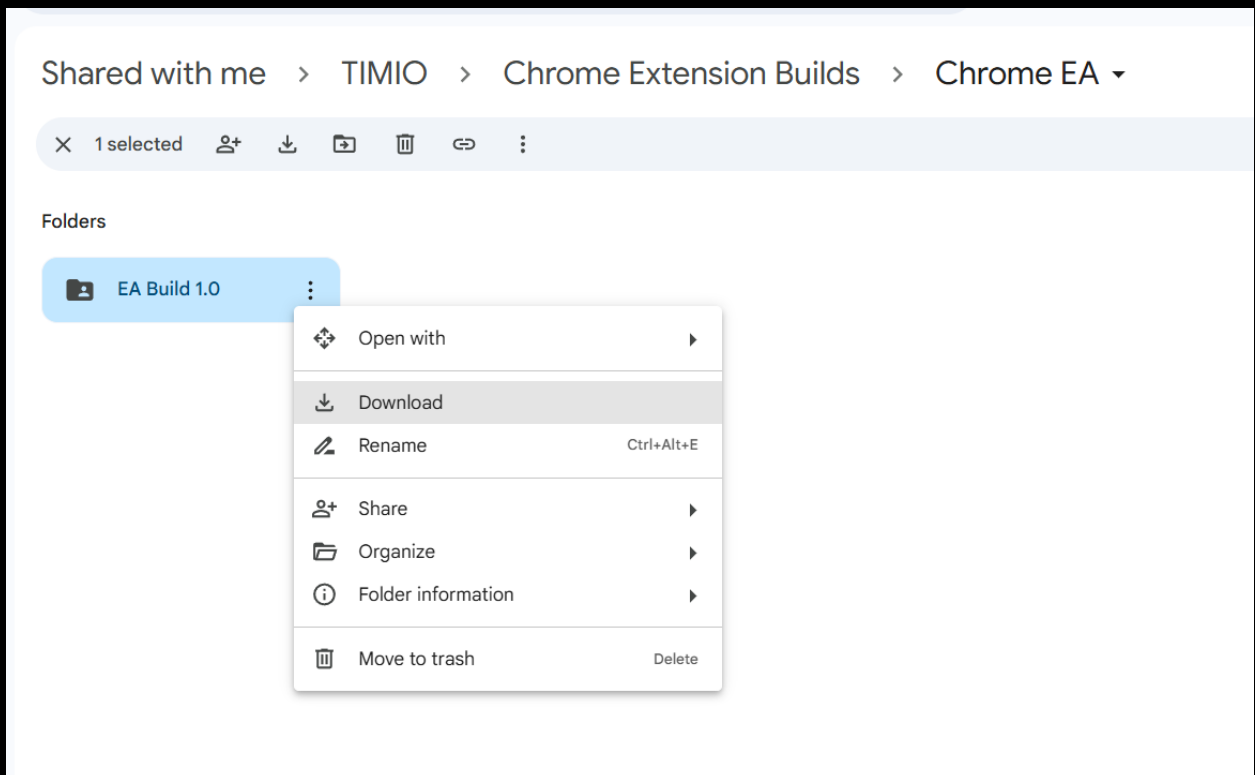 Shared with me > TIMIO > Chrome Extension Builds > Chrome EA
1 selected
Folders
EA Build 1.0
Open with
Download
Rename Ctrl+Alt+E
Share
Organize
Folder information
Move to trash Delete